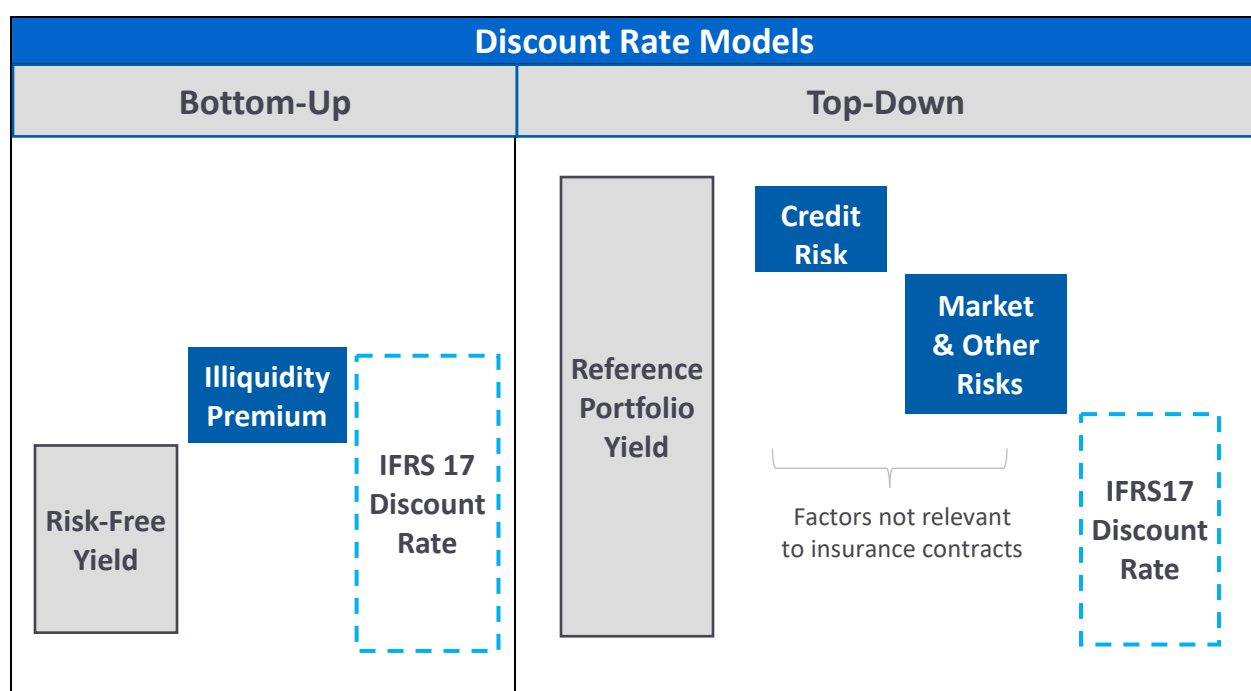 Discount Rate Models
Bottom-Up
Top-Down
Risk-Free
Yield
Illiquidity
Premium
IFRS 17
Discount
Rate
Reference
Portfolio
Yield
Credit
Risk
Market
& Other
Risks
Factors not relevant
to insurance contracts
IFRS17
Discount
Rate